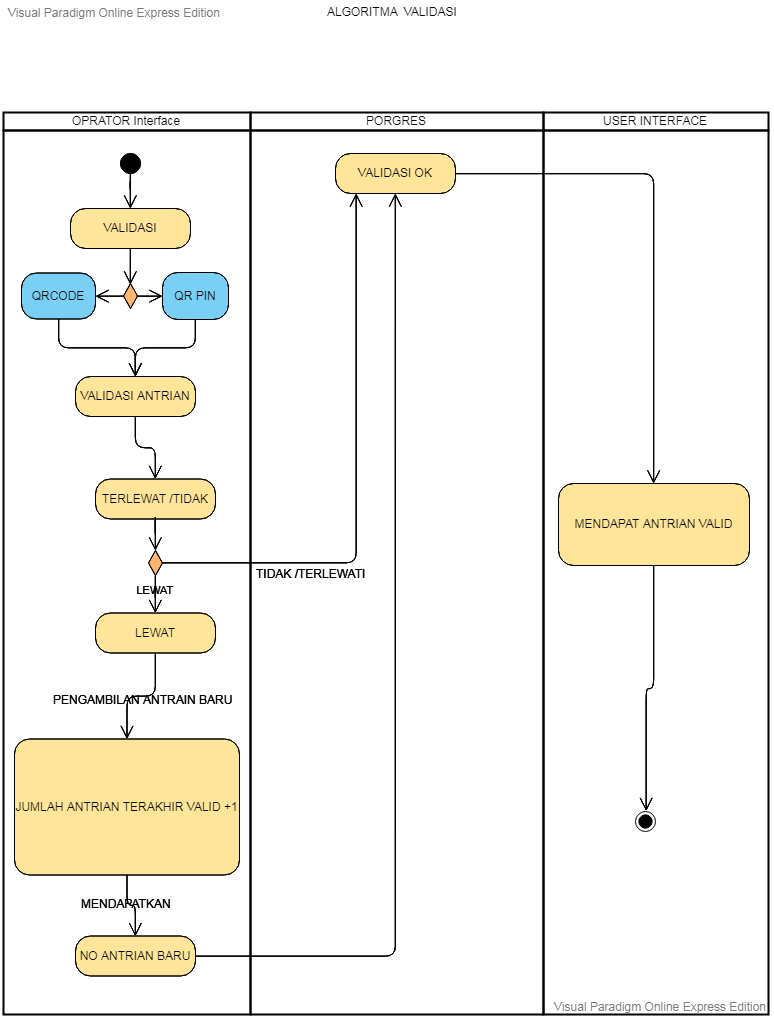 Visual Paradigm Online Express Edition
ALGORITMA VALIDASI
OPRATOR Interface
PORGRES
USER INTERFACE
VALIDASI
QRCODE
QR PIN
VALIDASI ANTRIAN
TERLEWAT /TIDAK
TIDAK /TERLEWATI
LEWAT
LEWAT
PENGAMBILAN ANTRAIN BARU
JUMLAH ANTRIAN TERAKHIR VALID +1
MENDAPATKAN
NO ANTRIAN BARU
VALIDASI OK
MENDAPAT ANTRIAN VALID
Visual Paradigm Online Express Edition